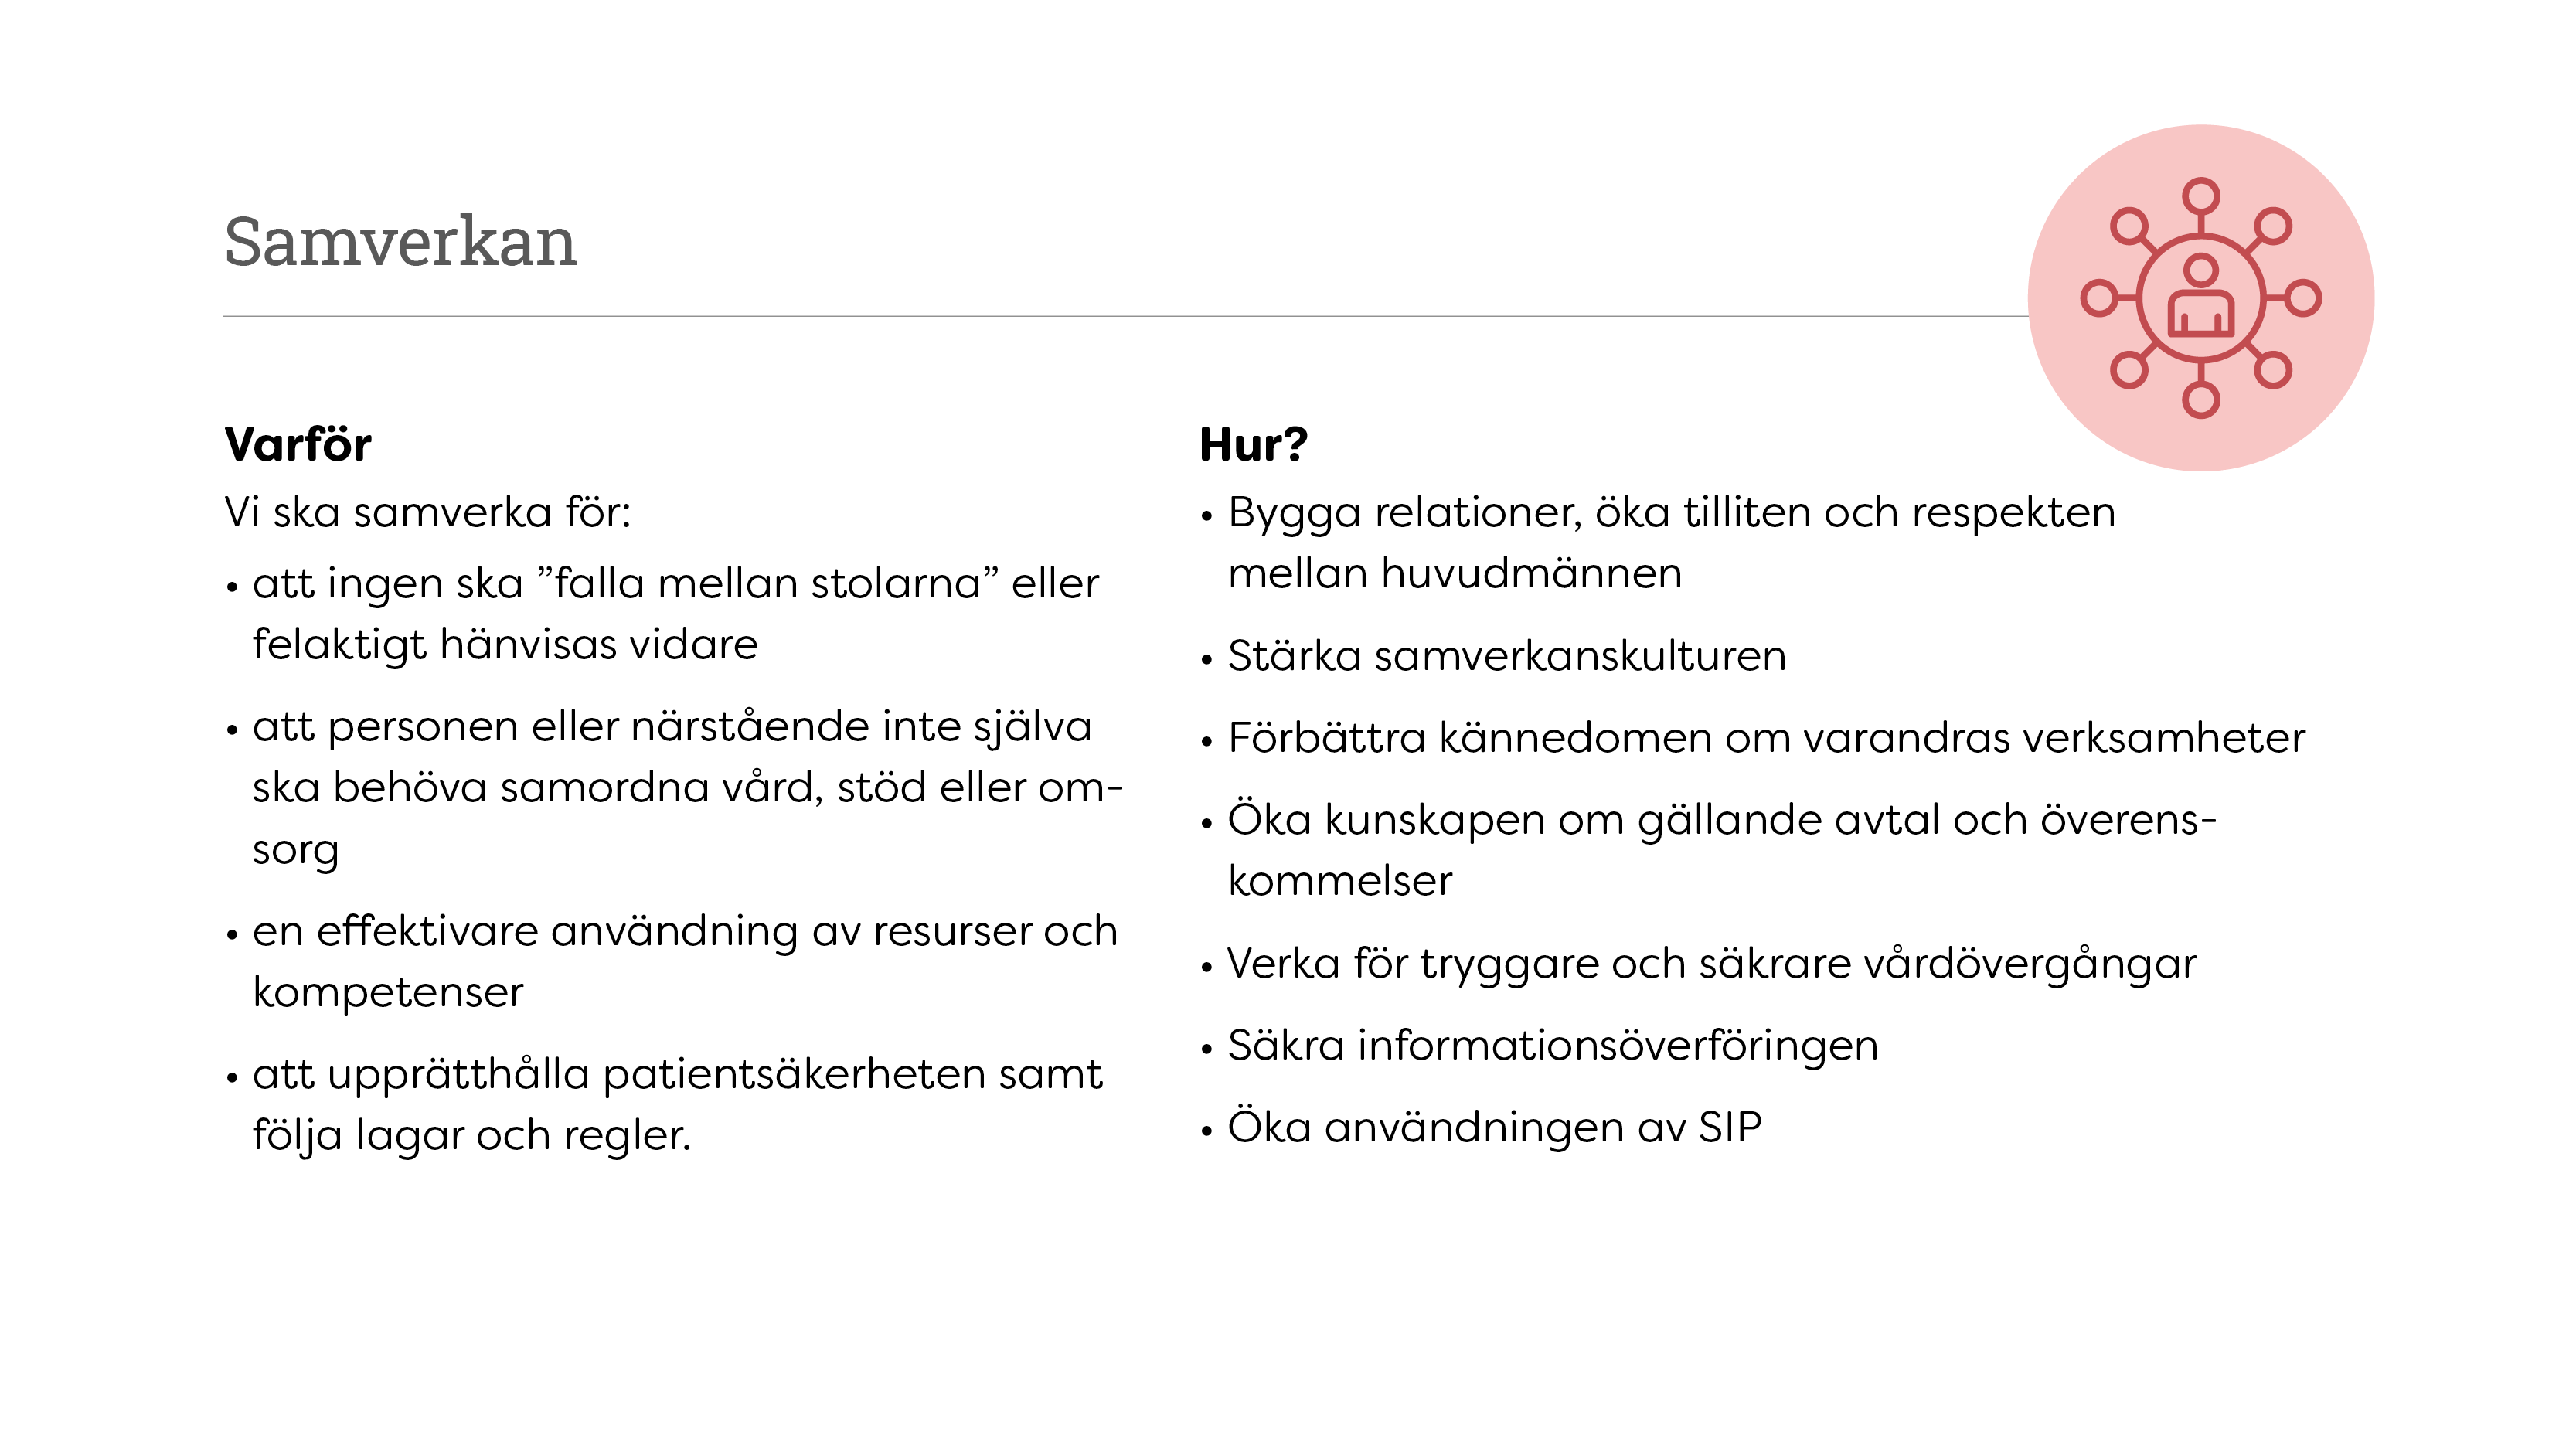 Samverkan
Varför
Vi ska samverka för:
• att ingen ska ”falla mellan stolarna” eller
felaktigt hänvisas vidare
• att personen eller närstående inte själva
ska behöva samordna vård, stöd eller om-
sorg
• en effektivare användning av resurser och
kompetenser
• att upprätthålla patientsäkerheten samt
följa lagar och regler.
Hur?
• Bygga relationer, öka tilliten och respekten
mellan huvudmännen
• Stärka samverkanskulturen
• Förbättra kännedomen om varandras verksamheter
• Öka kunskapen om gällande avtal och överens-
kommelser
• Verka för tryggare och säkrare vårdövergångar
• Säkra informationsöverföringen
• Öka användningen av SIP